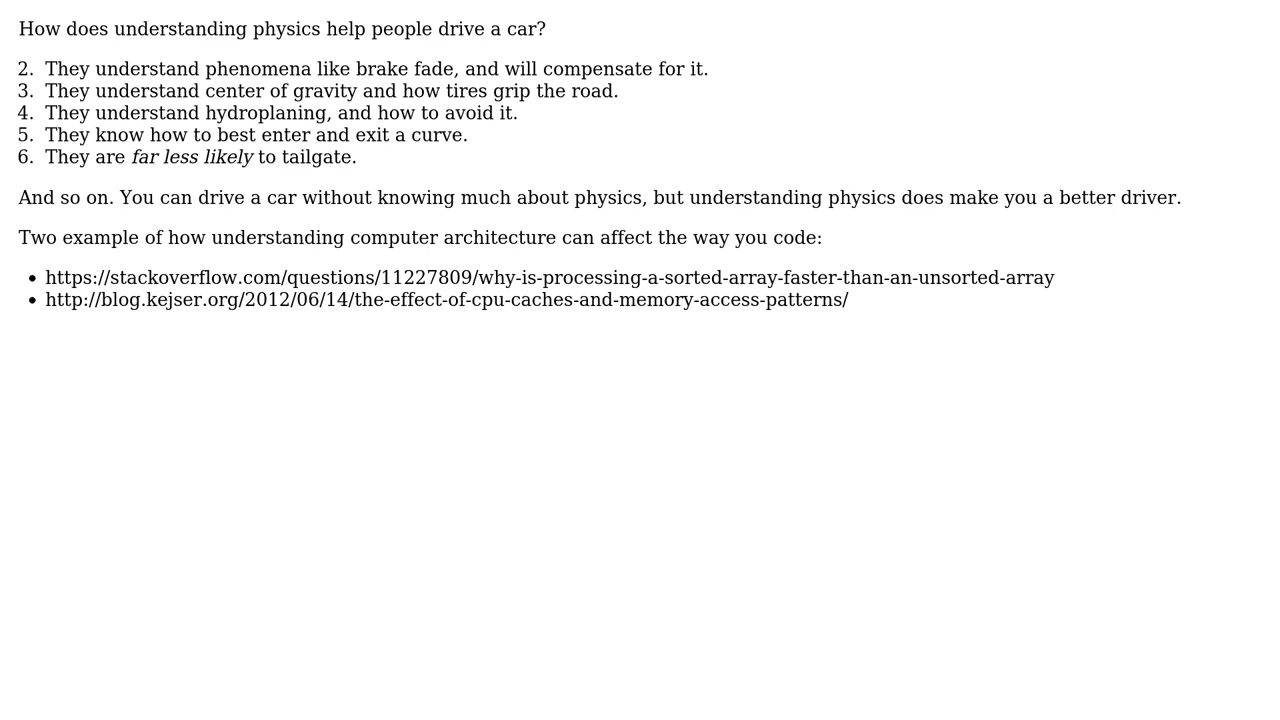 How does understanding physics help people drive a car?
2. They understand phenomena like brake fade, and will compensate for it.
3. They understand center of gravity and how tires grip the road.
4. They understand hydroplaning, and how to avoid it.
5. They know how to best enter and exit a curve.
6. They are far less likely to tailgate.
And so on. You can drive a car without knowing much about physics, but understanding physics does make you a better driver.
Two example of how understanding computer architecture can affect the way you code:
• https://stackoverflow.com/questions/11227809/why-is-processing-a-sorted-array-faster-than-an-unsorted-array
• http://blog.kejser.org/2012/06/14/the-effect-of-cpu-caches-and-memory-access-patterns/